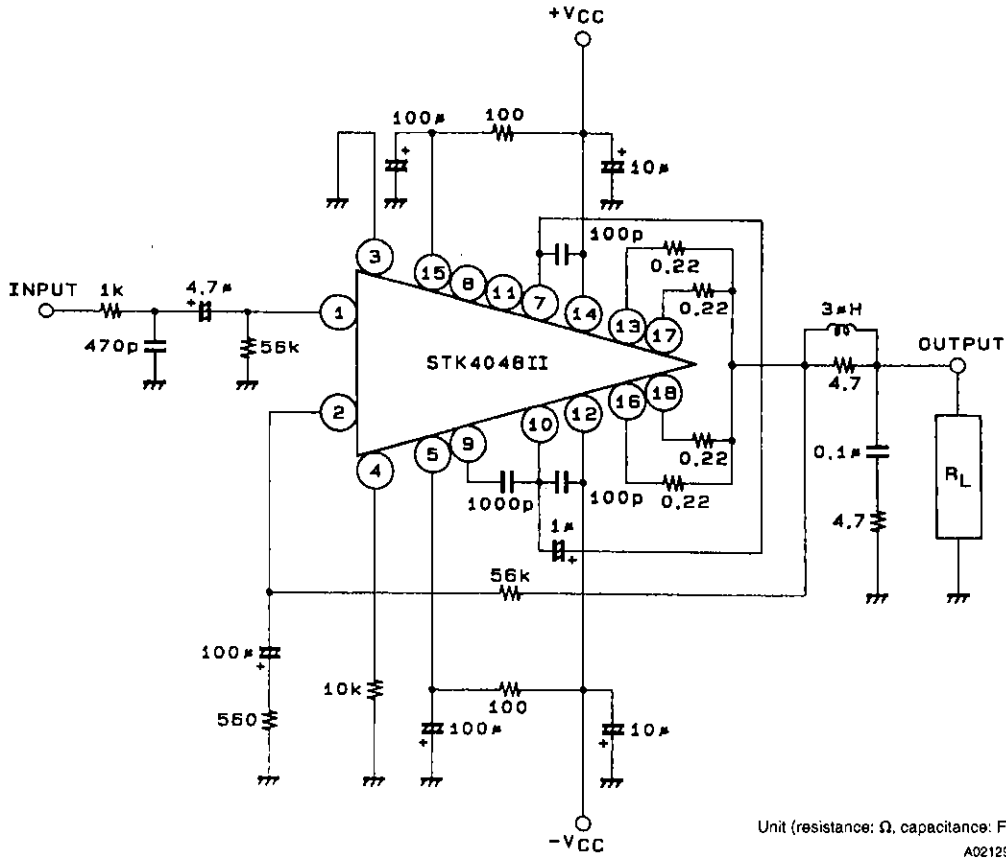 +VCC
100μ
100
+
+
10μ
100p
3
15
8
11
7
14
13
17
0.22
0.22
INPUT
1k
4.7μ
+
470p
56k
1
2
STK4048II
3μH
4.7
OUTPUT
4
5
9
10
12
16
18
0.22
0.22
1000p
100p
1μ
+
0.1μ
4.7
RL
56k
100μ
+
560
10k
100
100μ
+
10μ
+
-VCC
Unit (resistance: Ω, capacitance: F
A02129